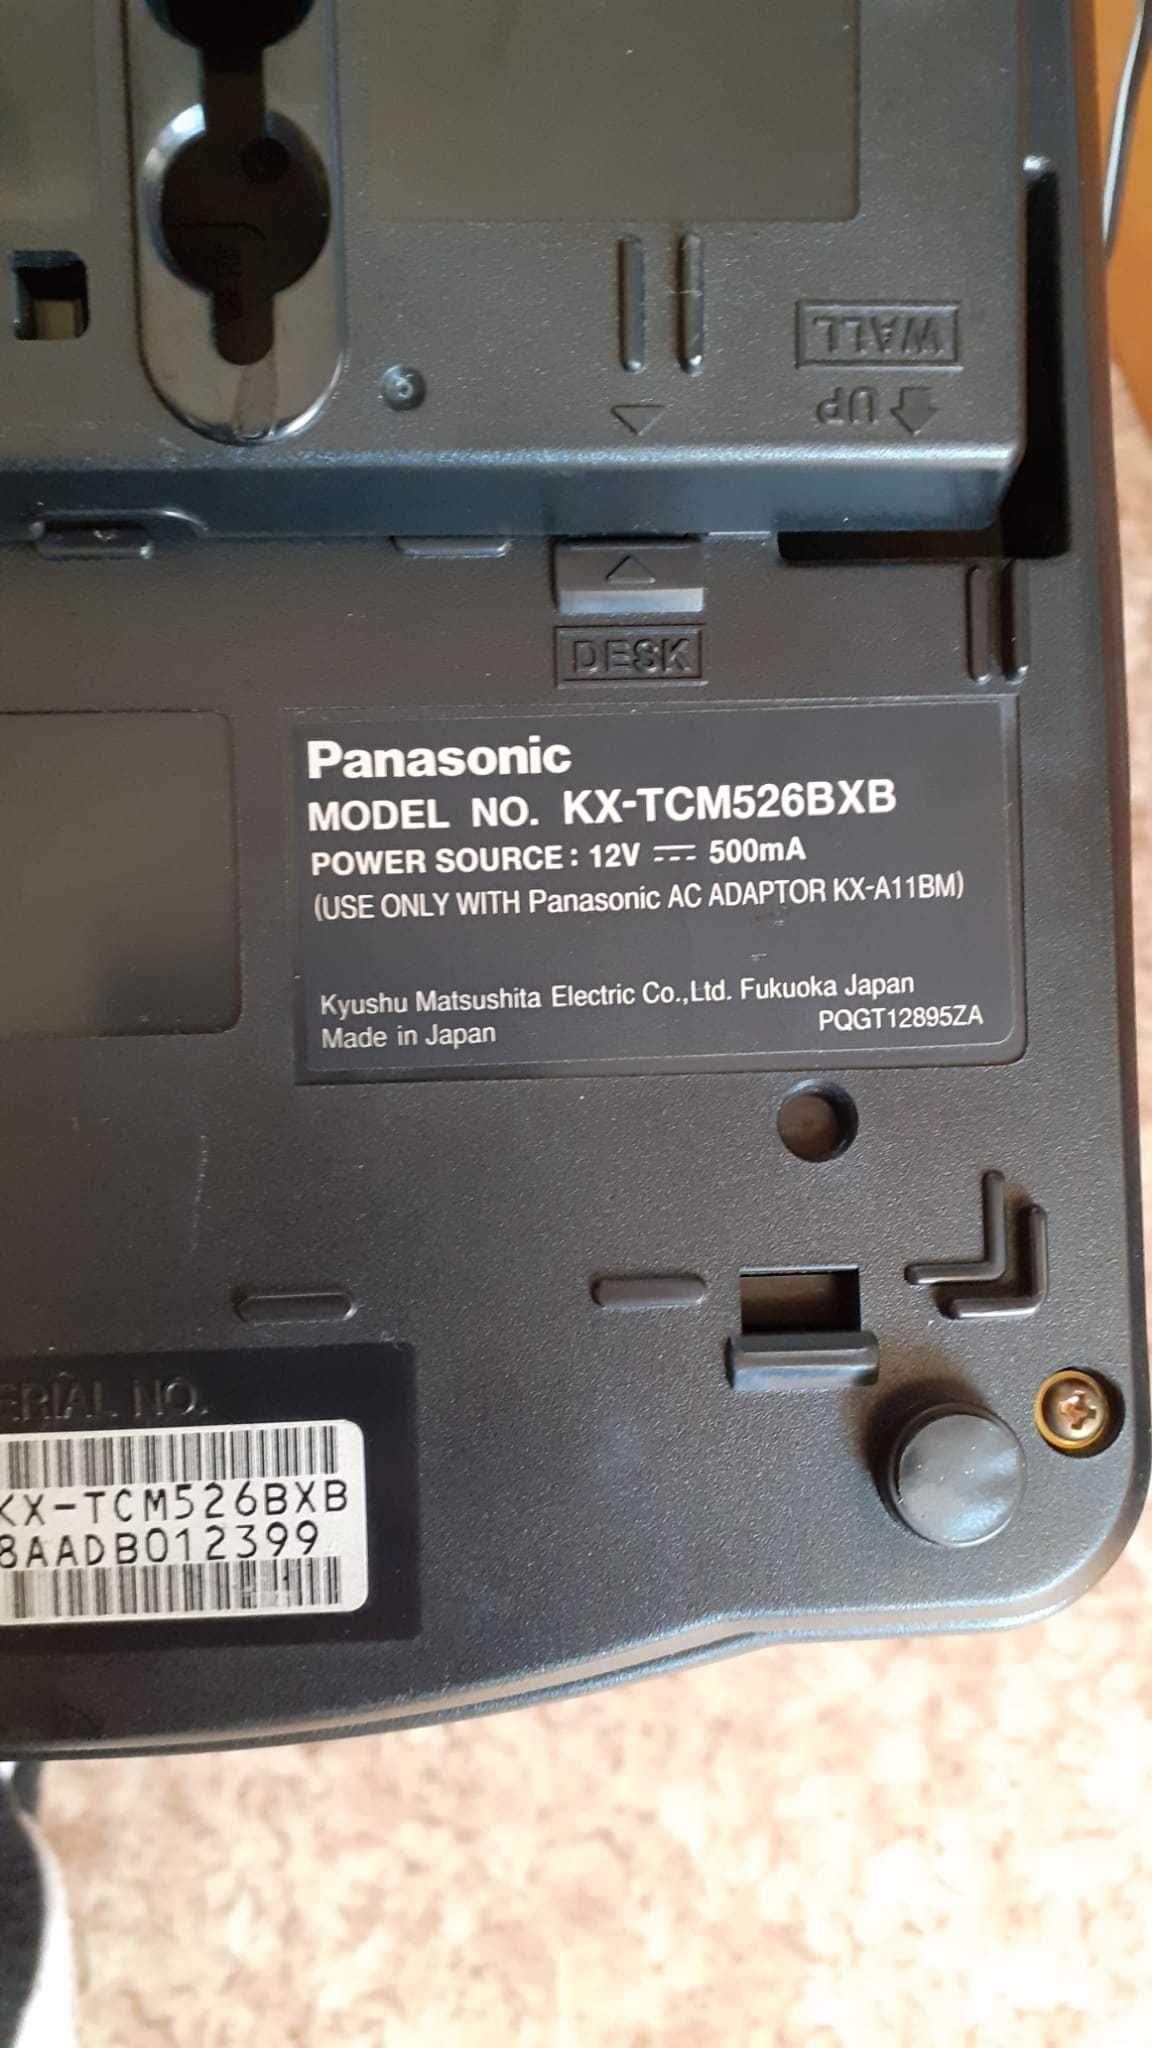 WALL
UP
DESK
Panasonic
MODEL NO. KX-TCM526BXB
POWER SOURCE: 12V ⎓ 500mA
(USE ONLY WITH Panasonic AC ADAPTOR KX-A11BM)
Kyushu Matsushita Electric Co.,Ltd. Fukuoka Japan
Made in Japan PQGT12895ZA
ERIAL NO.
KX-TCM526BXB
8AADB012399